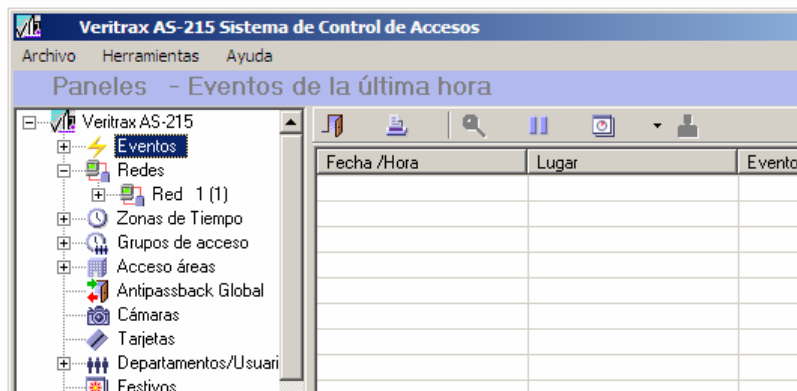 Veritrax AS-215 Sistema de Control de Accesos
Archivo Herramientas Ayuda
Paneles - Eventos de la última hora
Veritrax AS-215
Eventos
Redes
Red 1 (1)
Zonas de Tiempo
Grupos de acceso
Acceso áreas
Antipassback Global
Cámaras
Tarjetas
Departamentos/Usuari
Festivos
Fecha /Hora Lugar Evento